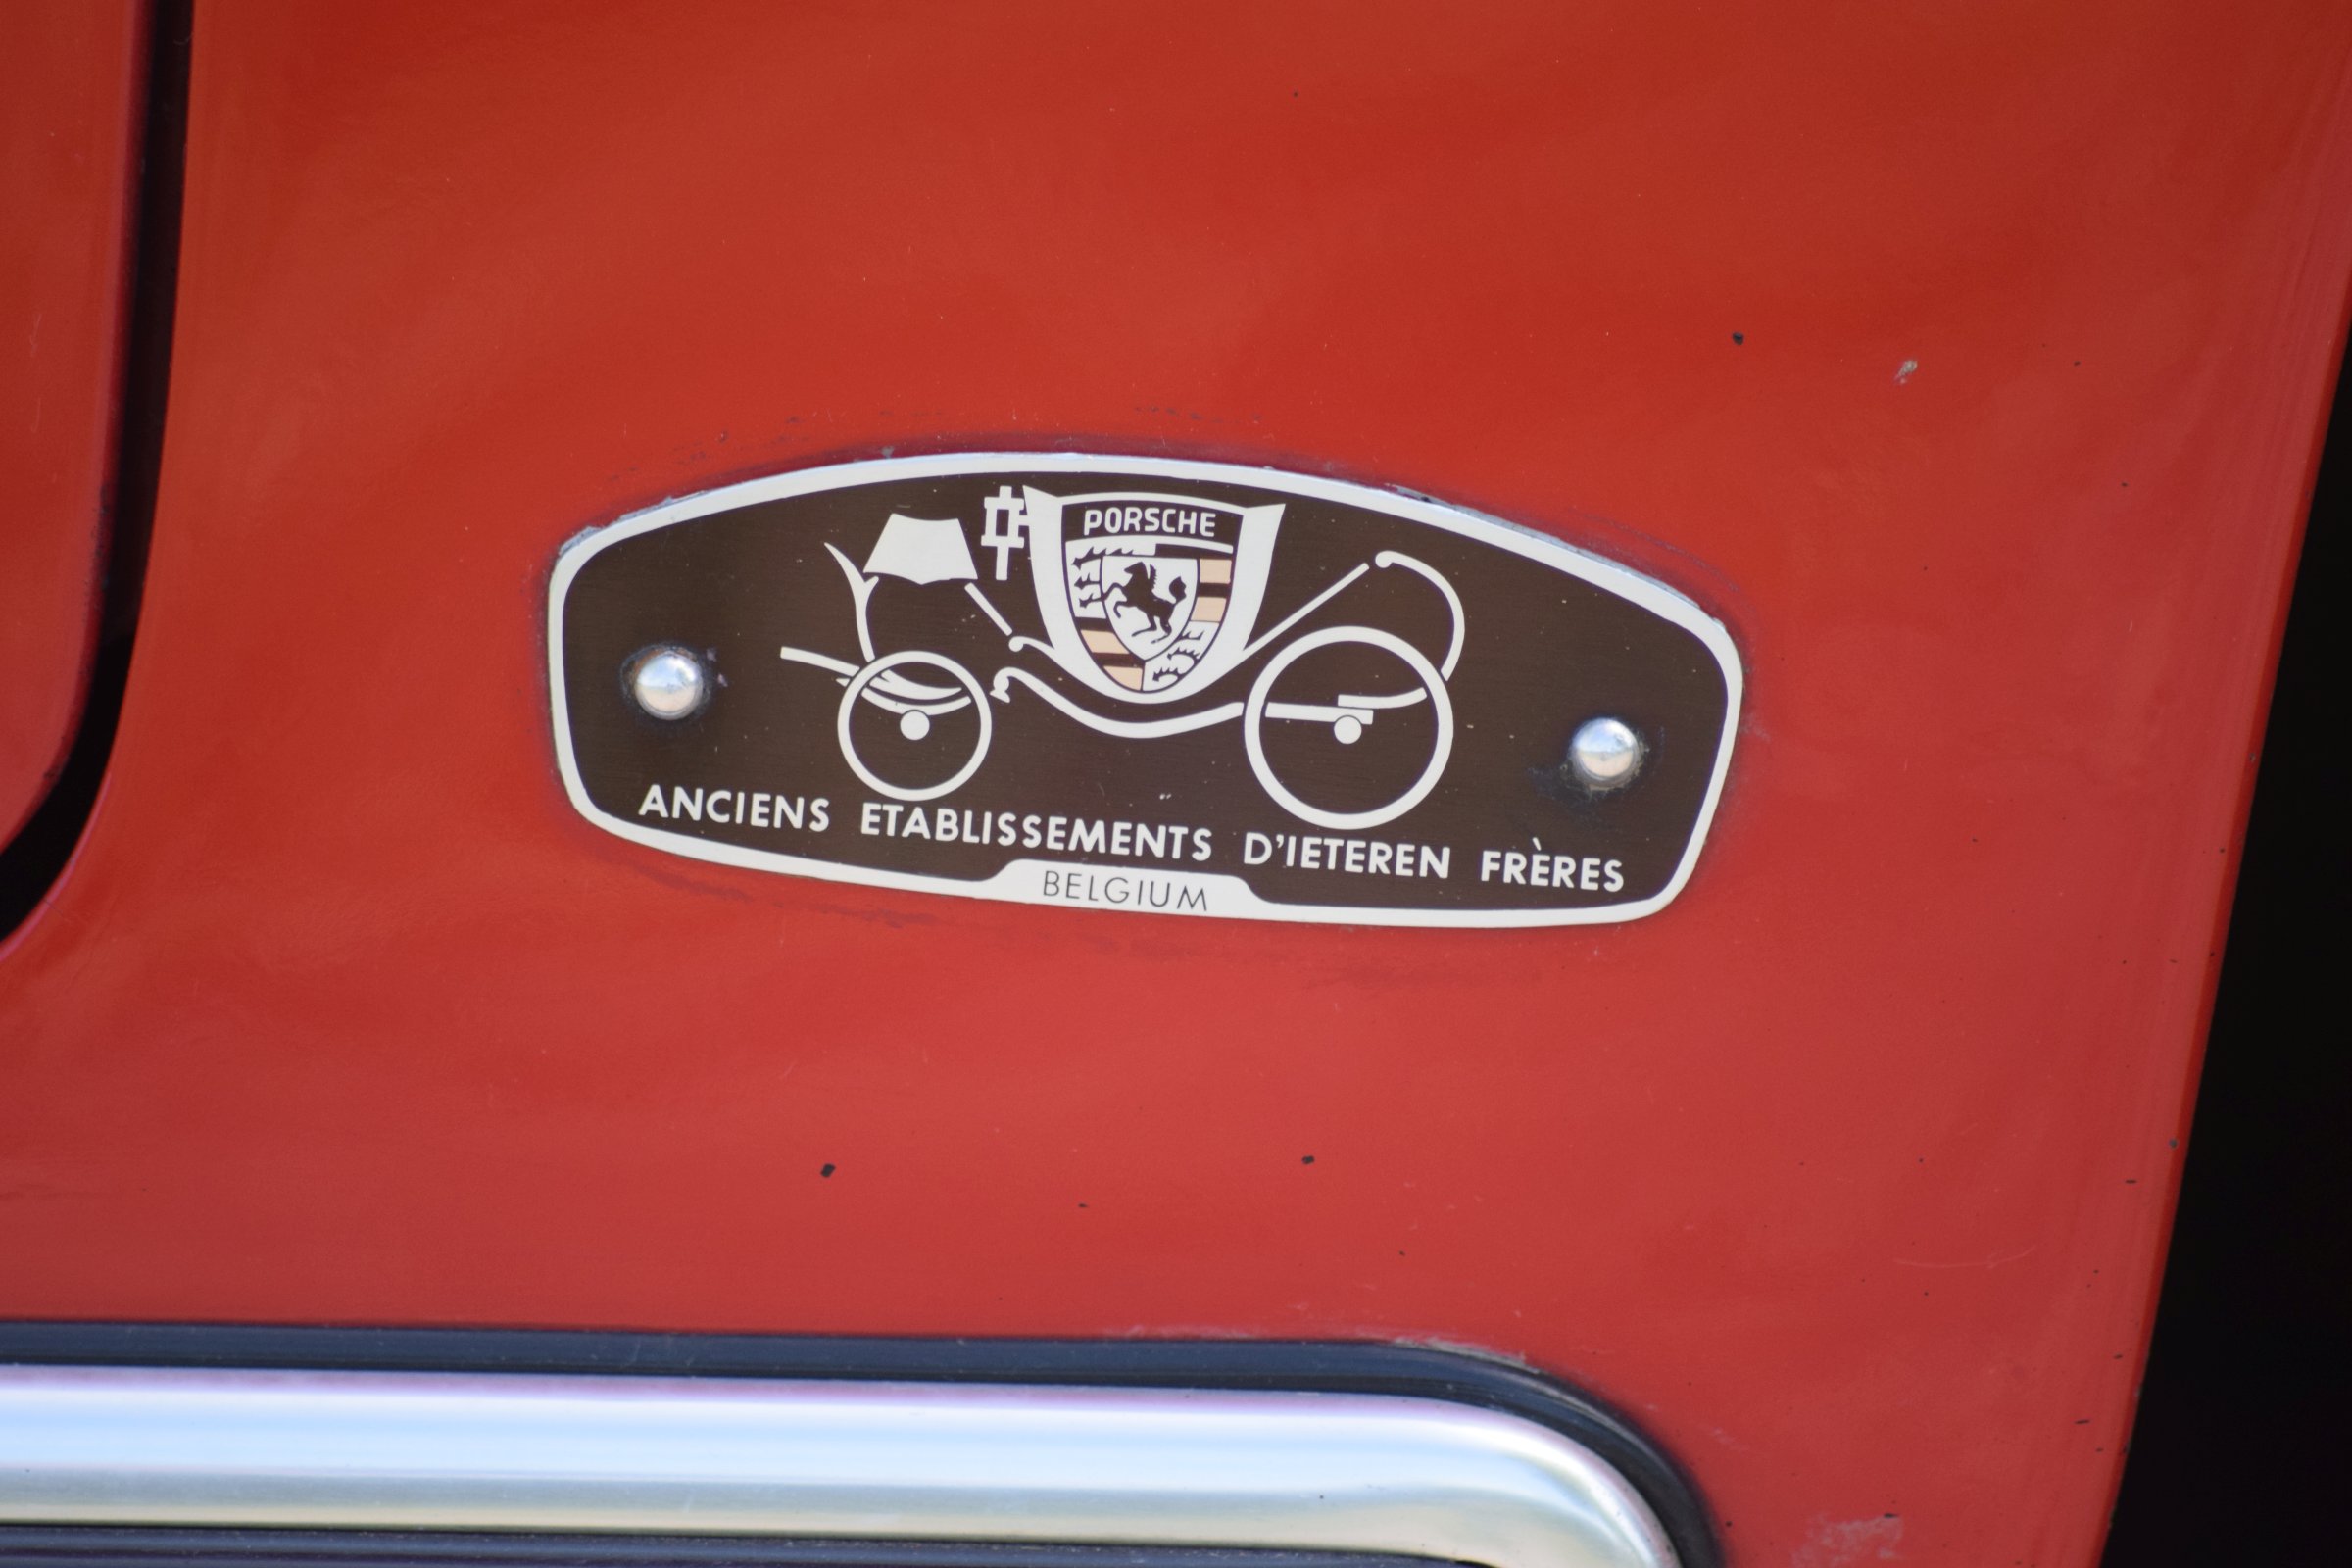 PORSCHE
ANCIENS ETABLISSEMENTS D'IETEREN FRÈRES
BELGIUM